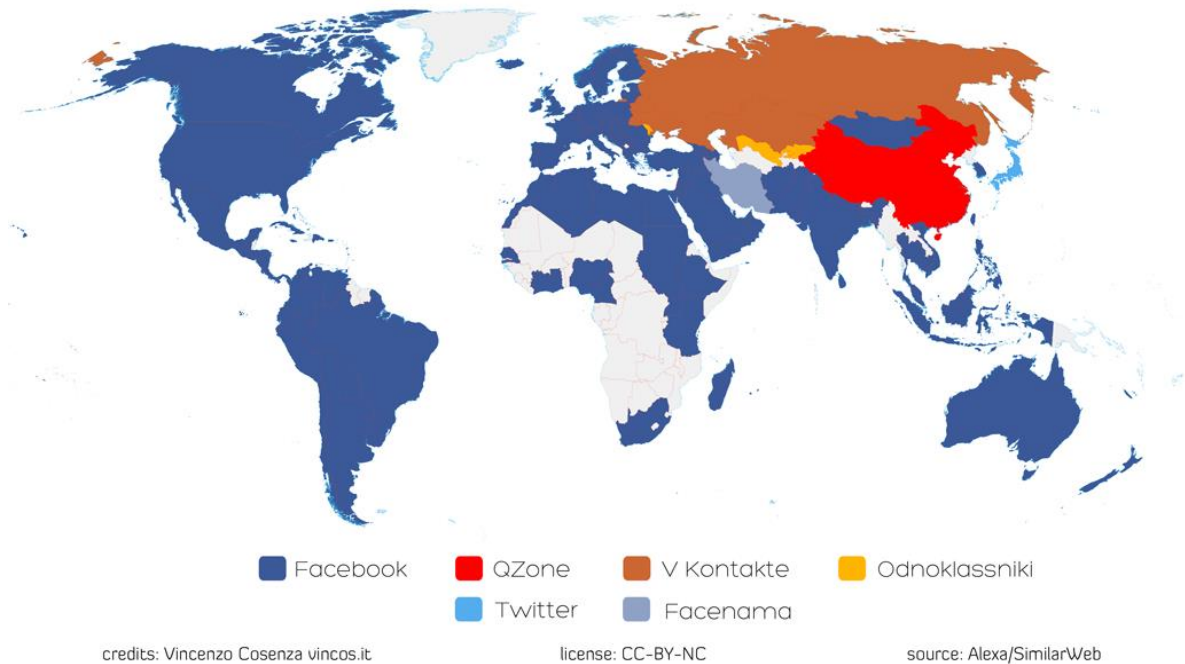 Facebook QZone V Kontakte Odnoklassniki
Twitter Facenama
credits: Vincenzo Cosenza vincos.it license: CC-BY-NC source: Alexa/SimilarWeb